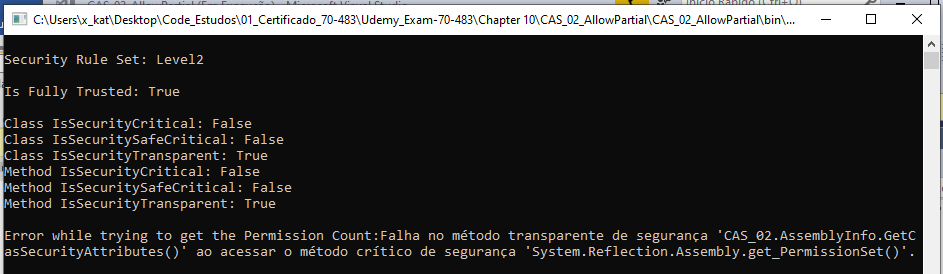 C:\Users\x_kat\Desktop\Code_Estudos\01_Certificado_70-483\Udemy_Exam-70-483\Chapter 10\CAS_02_AllowPartial\CAS_02_AllowPartial\bin\...
Security Rule Set: Level2
Is Fully Trusted: True
Class IsSecurityCritical: False
Class IsSecuritySafeCritical: False
Class IsSecurityTransparent: True
Method IsSecurityCritical: False
Method IsSecuritySafeCritical: False
Method IsSecurityTransparent: True
Error while trying to get the Permission Count:Falha no método transparente de segurança 'CAS_02.AssemblyInfo.GetC
asSecurityAttributes()' ao acessar o método crítico de segurança 'System.Reflection.Assembly.get_PermissionSet()'.